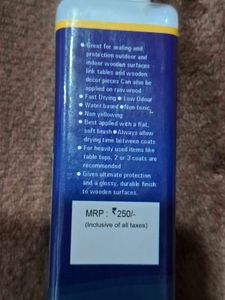 • Great for sealing and
protection outdoor and
indoor wooden surfaces
link tables and wooden
decor pieces Can also be
applied on raw wood
• Fast Drying • Low Odour
• Water based • Non toxic
• Non yellowing
• Best applied with a flat,
soft brush • Always allow
drying time between coats
• For heavily used items like
table tops, 2 or 3 coats are
recommended
• Gives ultimate protection
and a glossy, durable finish
to wooden surfaces.
MRP : ₹250/-
(Inclusive of all taxes)